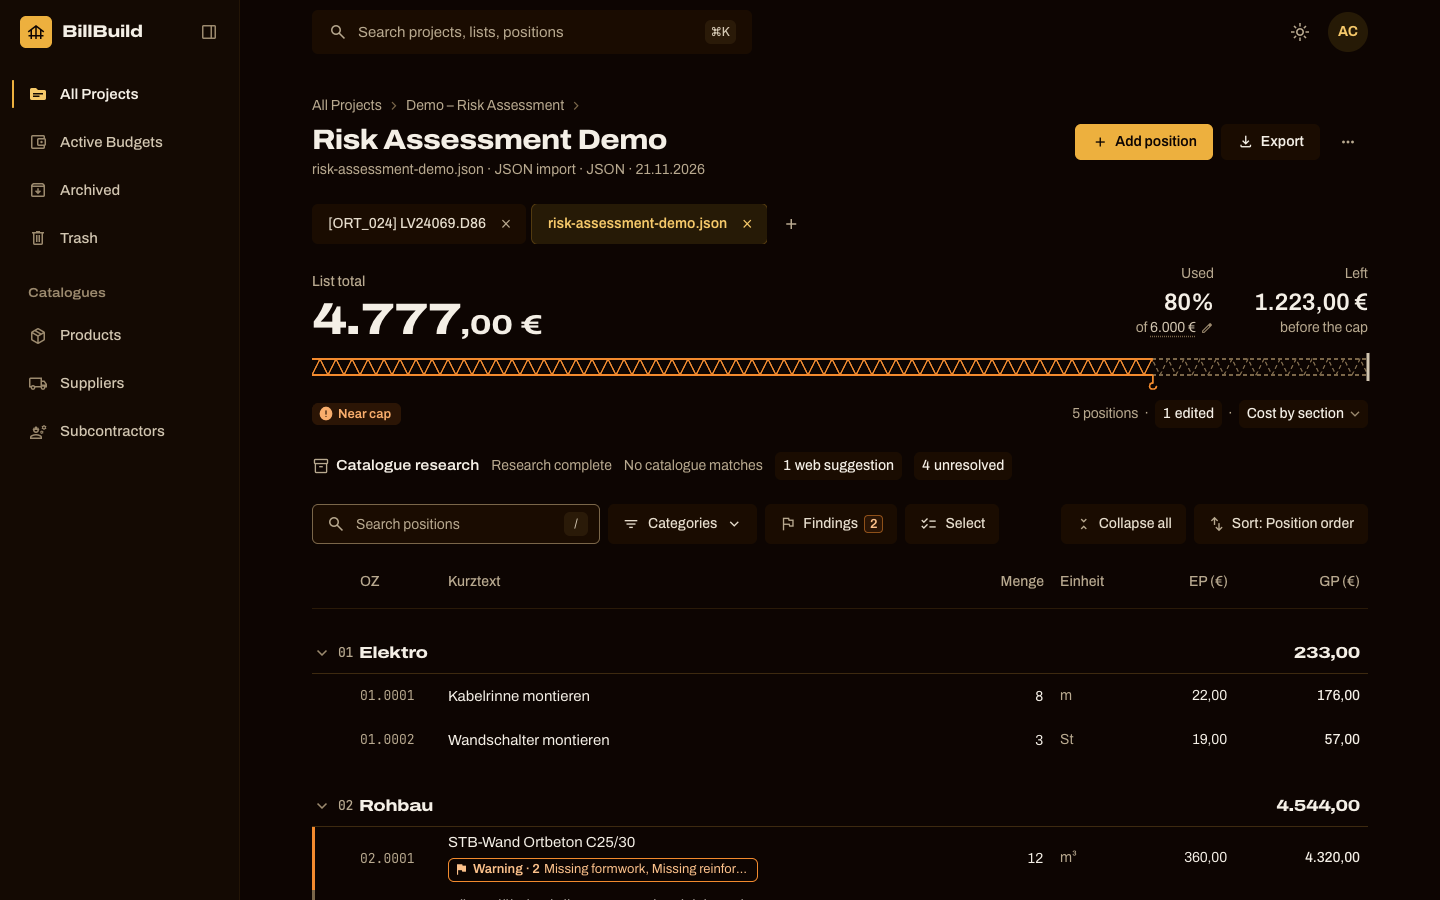 BillBuild
Search projects, lists, positions ⌘K
AC
All Projects
Active Budgets
Archived
Trash
Catalogues
Products
Suppliers
Subcontractors
All Projects > Demo – Risk Assessment >
Risk Assessment Demo
risk-assessment-demo.json · JSON import · JSON · 21.11.2026
+ Add position
Export
[ORT_024] LV24069.D86 ×
risk-assessment-demo.json ×
+
List total
4.777,00 €
Used
80%
of 6.000 €
Left
1.223,00 €
before the cap
Near cap
5 positions · 1 edited · Cost by section
Catalogue research Research complete No catalogue matches 1 web suggestion 4 unresolved
Search positions /
Categories
Findings 2
Select
Collapse all
Sort: Position order
OZ Kurztext Menge Einheit EP (€) GP (€)
01 Elektro 233,00
01.0001 Kabelrinne montieren 8 m 22,00 176,00
01.0002 Wandschalter montieren 3 St 19,00 57,00
02 Rohbau 4.544,00
STB-Wand Ortbeton C25/30
02.0001 12 m³ 360,00 4.320,00
Warning · 2 Missing formwork, Missing reinfor…